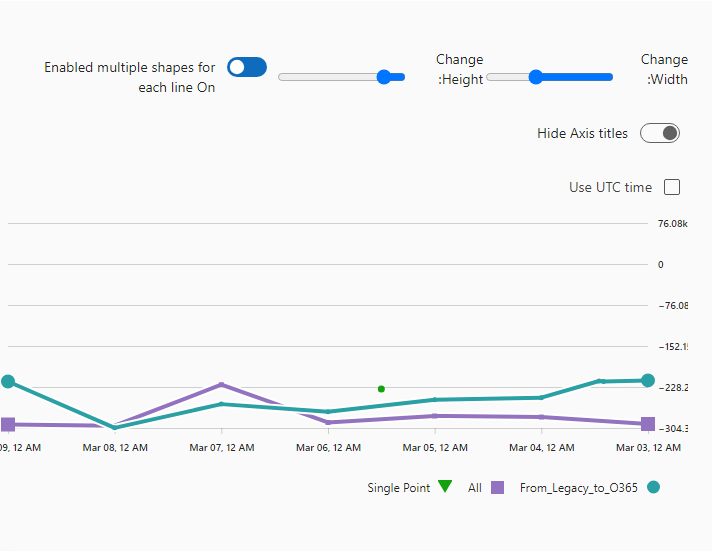 Enabled multiple shapes for
each line On
Change
:Height
Change
:Width
Hide Axis titles
Use UTC time
76.08k
0
−76.08
−152.1
−228.2
−304.3
09, 12 AM
Mar 08, 12 AM
Mar 07, 12 AM
Mar 06, 12 AM
Mar 05, 12 AM
Mar 04, 12 AM
Mar 03, 12 AM
Single Point
All
From_Legacy_to_O365